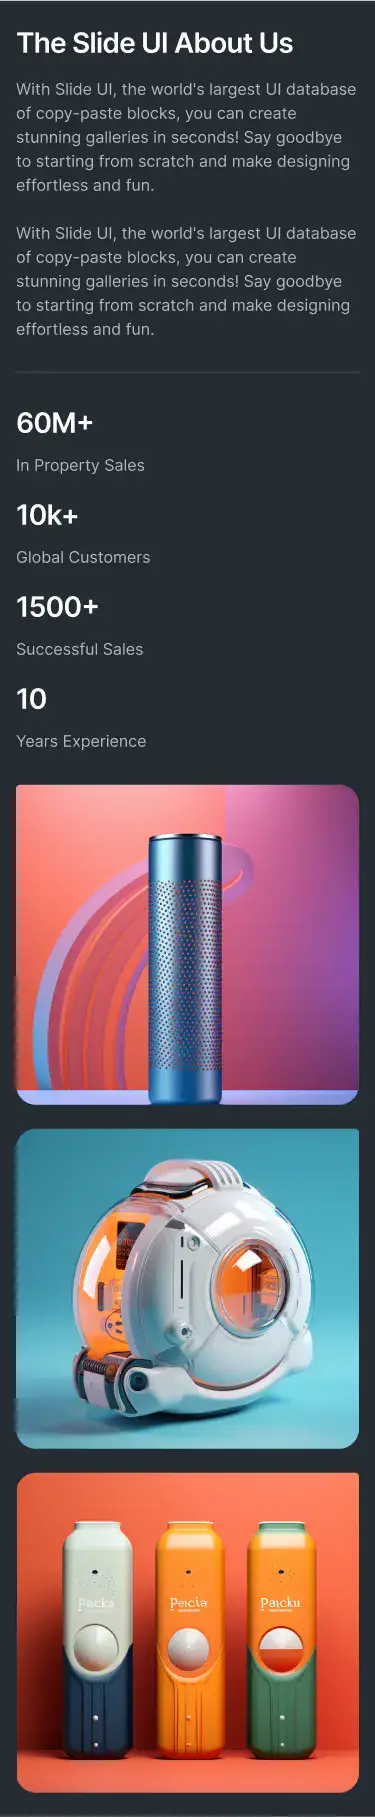 The Slide UI About Us
With Slide UI, the world's largest UI database
of copy-paste blocks, you can create
stunning galleries in seconds! Say goodbye
to starting from scratch and make designing
effortless and fun.
With Slide UI, the world's largest UI database
of copy-paste blocks, you can create
stunning galleries in seconds! Say goodbye
to starting from scratch and make designing
effortless and fun.
60M+
In Property Sales
10k+
Global Customers
1500+
Successful Sales
10
Years Experience